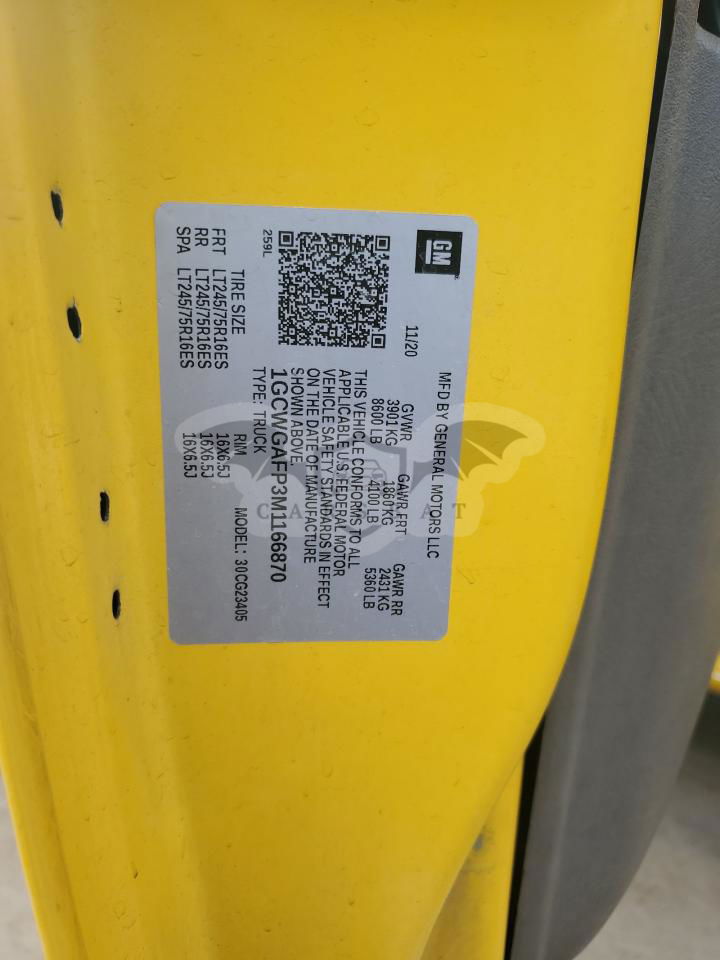 GM
MFD BY GENERAL MOTORS LLC
11/20 GVWR GAWR FRT GAWR RR
3901 KG 1860 KG 2431 KG
8600 LB 4100 LB 5360 LB
THIS VEHICLE CONFORMS TO ALL
APPLICABLE U.S. FEDERAL MOTOR
VEHICLE SAFETY STANDARDS IN EFFECT
ON THE DATE OF MANUFACTURE
SHOWN ABOVE.
1GCWGAFP3M1166870
259L
TYPE: TRUCK MODEL: 30CG23405
TIRE SIZE RIM
FRT LT245/75R16ES 16X6.5J
RR LT245/75R16ES 16X6.5J
SPA LT245/75R16ES 16X6.5J